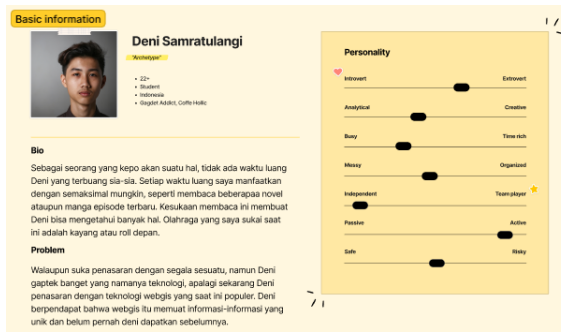 Basic information
Deni Samratulangi
"Archetype"
22+
Student
Indonesia
Gagdet Addict, Coffe Hollic
Bio
Sebagai seorang yang kepo akan suatu hal, tidak ada waktu luang
Deni yang terbuang sia-sia. Setiap waktu luang saya manfaatkan
dengan semaksimal mungkin, seperti membaca beberapaa novel
ataupun manga episode terbaru. Kesukaan membaca ini membuat
Deni bisa mengetahui banyak hal. Olahraga yang saya sukai saat
ini adalah kayang atau roll depan.
Problem
Walaupun suka penasaran dengan segala sesuatu, namun Deni
gaptek banget yang namanya teknologi, apalagi sekarang Deni
penasaran dengan teknologi webgis yang saat ini populer. Deni
berpendapat bahwa webgis itu memuat informasi-informasi yang
unik dan belum pernah deni dapatkan sebelumnya.
Personality
Introvert Extrovert
Analytical Creative
Busy Time rich
Messy Organized
Independent Team player
Passive Active
Safe Risky